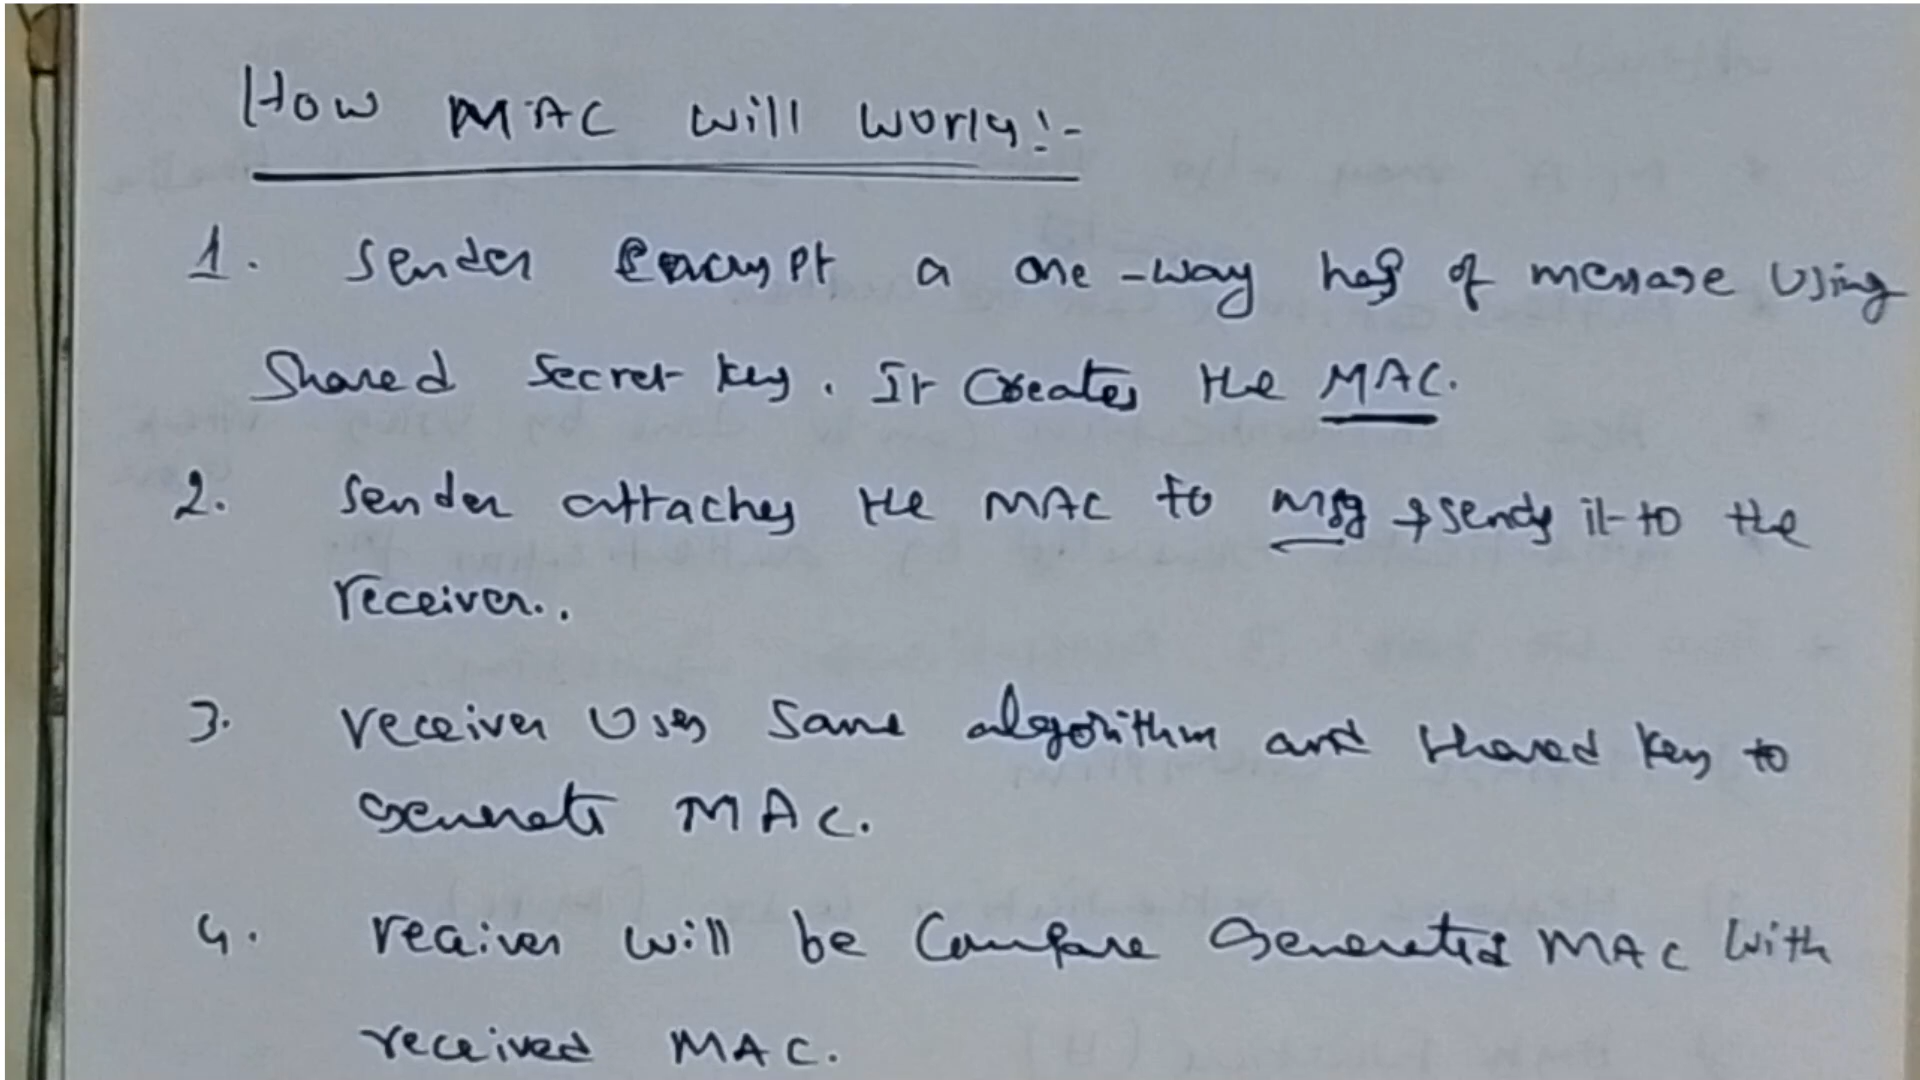 How MAC will work:-
1. Sender Encrypt a one-way hash of message Using
Shared Secret key. It Creates the MAC.
2. Sender attaches the MAC to msg & sends it to the
receiver..
3. receiver Uses Same algorithm and shared key to
generate MAC.
4. receiver will be Compare Generated MAC with
received MAC.